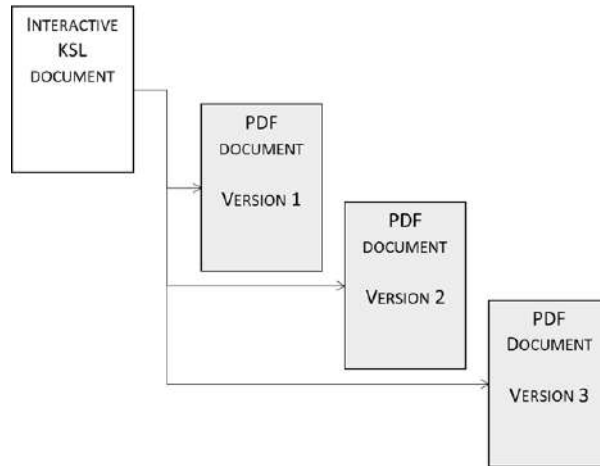 INTERACTIVE
KSL
DOCUMENT
PDF
DOCUMENT
VERSION 1
PDF
DOCUMENT
VERSION 2
PDF
DOCUMENT
VERSION 3